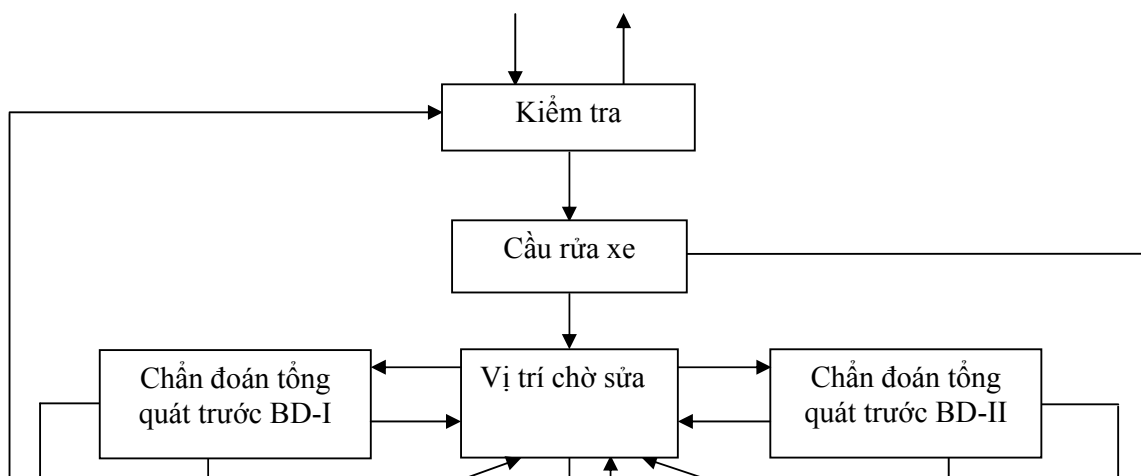 Kiểm tra
Cầu rửa xe
Chẩn đoán tổng
quát trước BD-I
Vị trí chờ sửa
Chẩn đoán tổng
quát trước BD-II